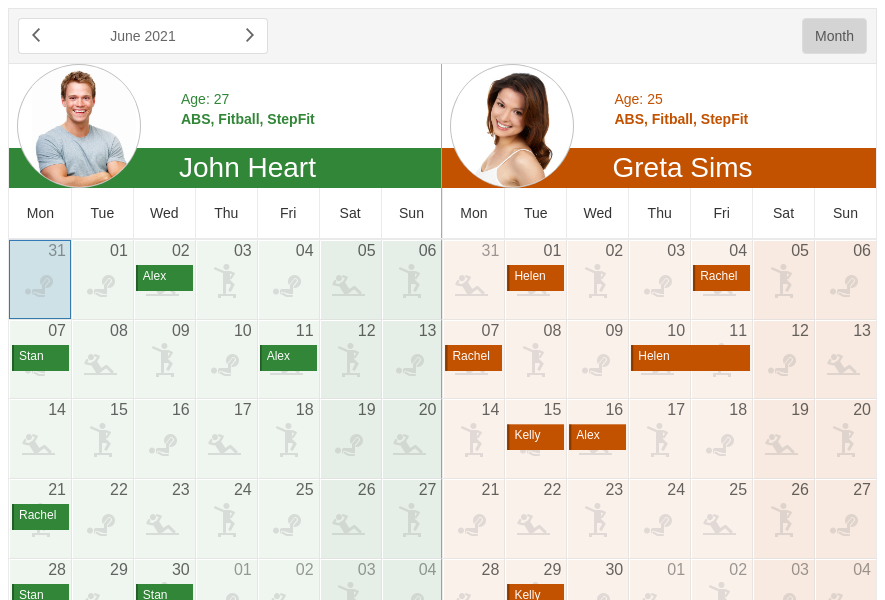 June 2021
Month
Age: 27
ABS, Fitball, StepFit
John Heart
Age: 25
ABS, Fitball, StepFit
Greta Sims
Mon Tue Wed Thu Fri Sat Sun Mon Tue Wed Thu Fri Sat Sun
31 01 02 03 04 05 06 31 01 02 03 04 05 06
Alex Helen Rachel
07 08 09 10 11 12 13 07 08 09 10 11 12 13
Stan Alex Rachel Helen
14 15 16 17 18 19 20 14 15 16 17 18 19 20
Kelly Alex
21 22 23 24 25 26 27 21 22 23 24 25 26 27
Rachel
28 29 30 01 02 03 04 28 29 30 01 02 03 04
Stan Stan Kelly